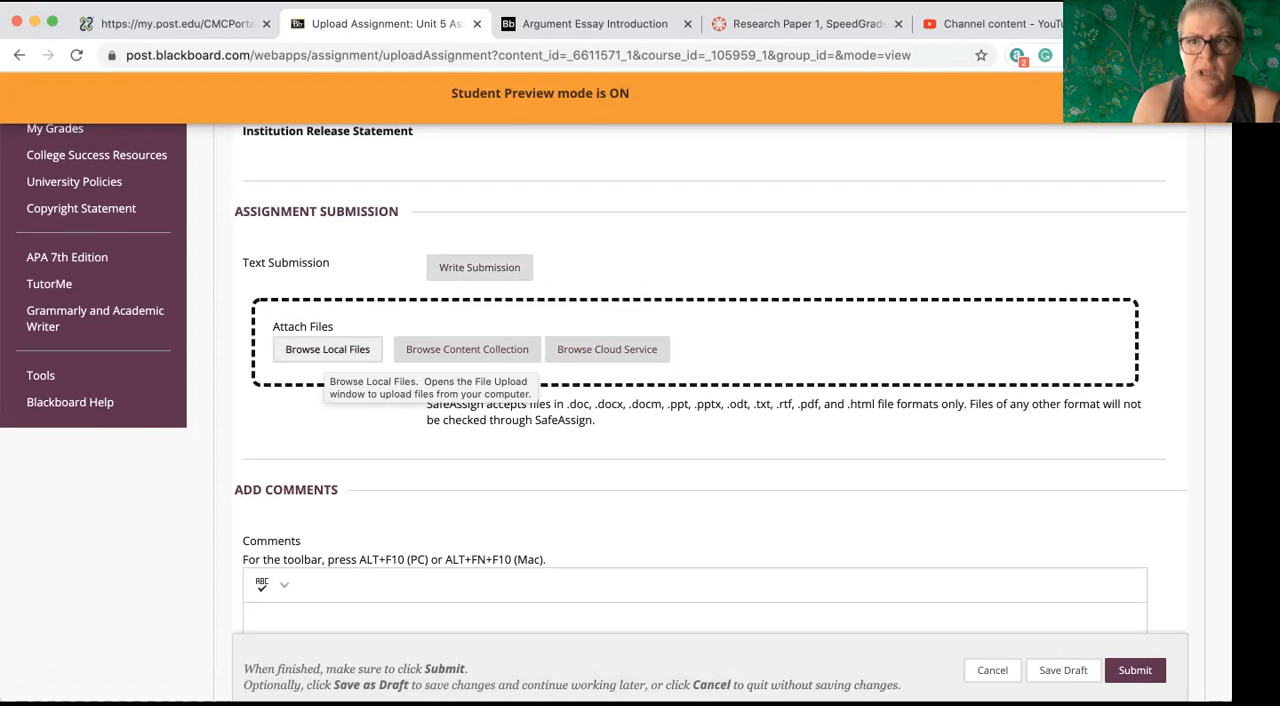 https://my.post.edu/CMCPorta
Upload Assignment: Unit 5 As
Bb
Argument Essay Introduction
Research Paper 1, SpeedGrad
Channel content - YouTu
post.blackboard.com/webapps/assignment/uploadAssignment?content_id=_6611571_1&course_id=_105959_1&group_id=&mode=view
2
Student Preview mode is ON
My Grades
College Success Resources
University Policies
Copyright Statement
APA 7th Edition
TutorMe
Grammarly and Academic
Writer
Tools
Blackboard Help
Institution Release Statement
ASSIGNMENT SUBMISSION
Text Submission
Write Submission
Attach Files
Browse Local Files
Browse Content Collection
Browse Cloud Service
Browse Local Files. Opens the File Upload
window to upload files from your computer.
SafeAssign accepts files in .doc, .docx, .docm, .ppt, .pptx, .odt, .txt, .rtf, .pdf, and .html file formats only. Files of any other format will not
be checked through SafeAssign.
ADD COMMENTS
Comments
For the toolbar, press ALT+F10 (PC) or ALT+FN+F10 (Mac).
ABC
When finished, make sure to click Submit.
Optionally, click Save as Draft to save changes and continue working later, or click Cancel to quit without saving changes.
Cancel
Save Draft
Submit